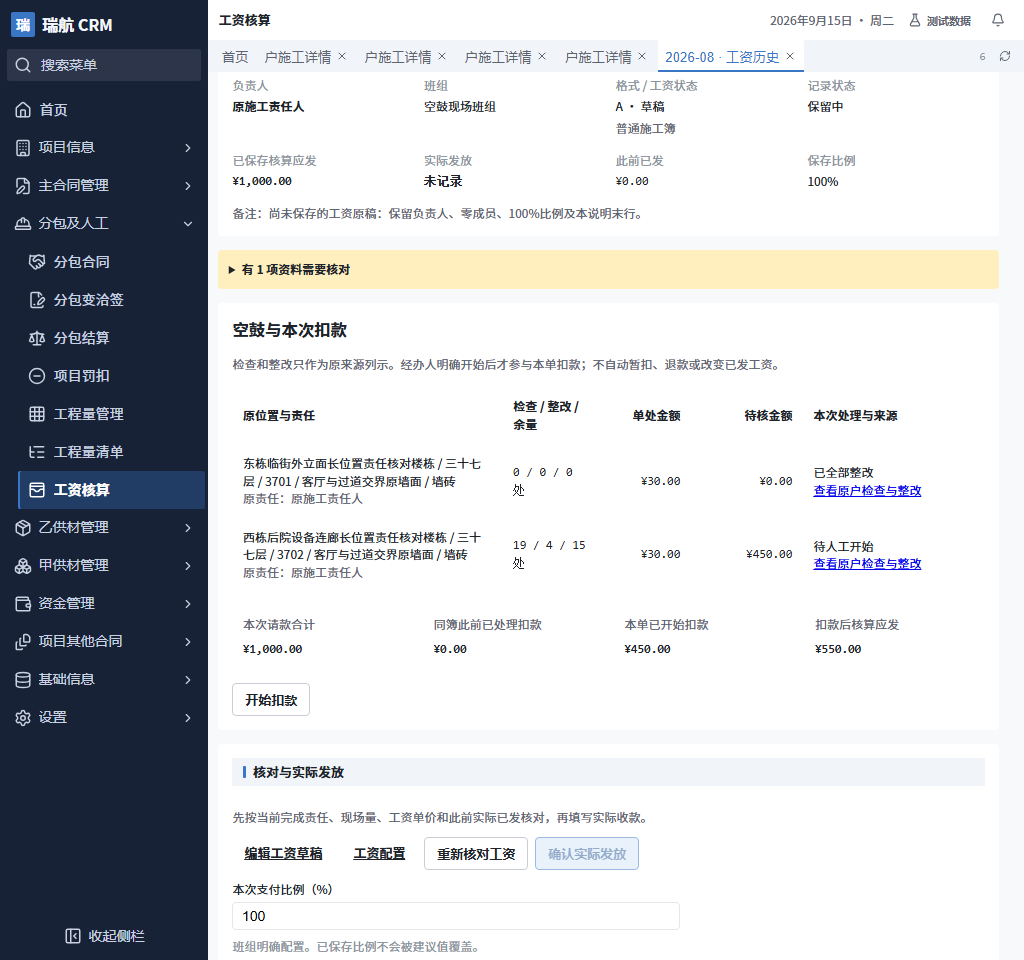 瑞 瑞航 CRM
搜索菜单
首页
项目信息
主合同管理
分包及人工
分包合同
分包变洽签
分包结算
项目罚扣
工程量管理
工程量清单
工资核算
乙供材管理
甲供材管理
资金管理
项目其他合同
基础信息
设置
收起侧栏
工资核算
2026年9月15日 · 周二 测试数据
首页 户施工详情 × 户施工详情 × 户施工详情 × 户施工详情 × 2026-08 · 工资历史 × 6
负责人 班组 格式 / 工资状态 记录状态
原施工责任人 空鼓现场班组 A · 草稿 保留中
普通施工簿
已保存核算应发 实际发放 此前已发 保存比例
¥1,000.00 未记录 ¥0.00 100%
备注：尚未保存的工资原稿：保留负责人、零成员、100%比例及本说明末行。
▶ 有 1 项资料需要核对
空鼓与本次扣款
检查和整改只作为原来源列示。经办人明确开始后才参与本单扣款；不自动暂扣、退款或改变已发工资。
原位置与责任 检查 / 整改 / 余量 单处金额 待核金额 本次处理与来源
东栋临街外立面长位置责任核对楼栋 / 三十七
层 / 3701 / 客厅与过道交界原墙面 / 墙砖
原责任：原施工责任人
0 / 0 / 0
处
¥30.00 ¥0.00
已全部整改
查看原户检查与整改
西栋后院设备连廊长位置责任核对楼栋 / 三十
七层 / 3702 / 客厅与过道交界原墙面 / 墙砖
原责任：原施工责任人
19 / 4 / 15
处
¥30.00 ¥450.00
待人工开始
查看原户检查与整改
本次请款合计 同簿此前已处理扣款 本单已开始扣款 扣款后核算应发
¥1,000.00 ¥0.00 ¥450.00 ¥550.00
开始扣款
核对与实际发放
先按当前完成责任、现场量、工资单价和此前实际已发核对，再填写实际收款。
编辑工资草稿 工资配置 重新核对工资 确认实际发放
本次支付比例（%）
100
班组明确配置。已保存比例不会被建议值覆盖。